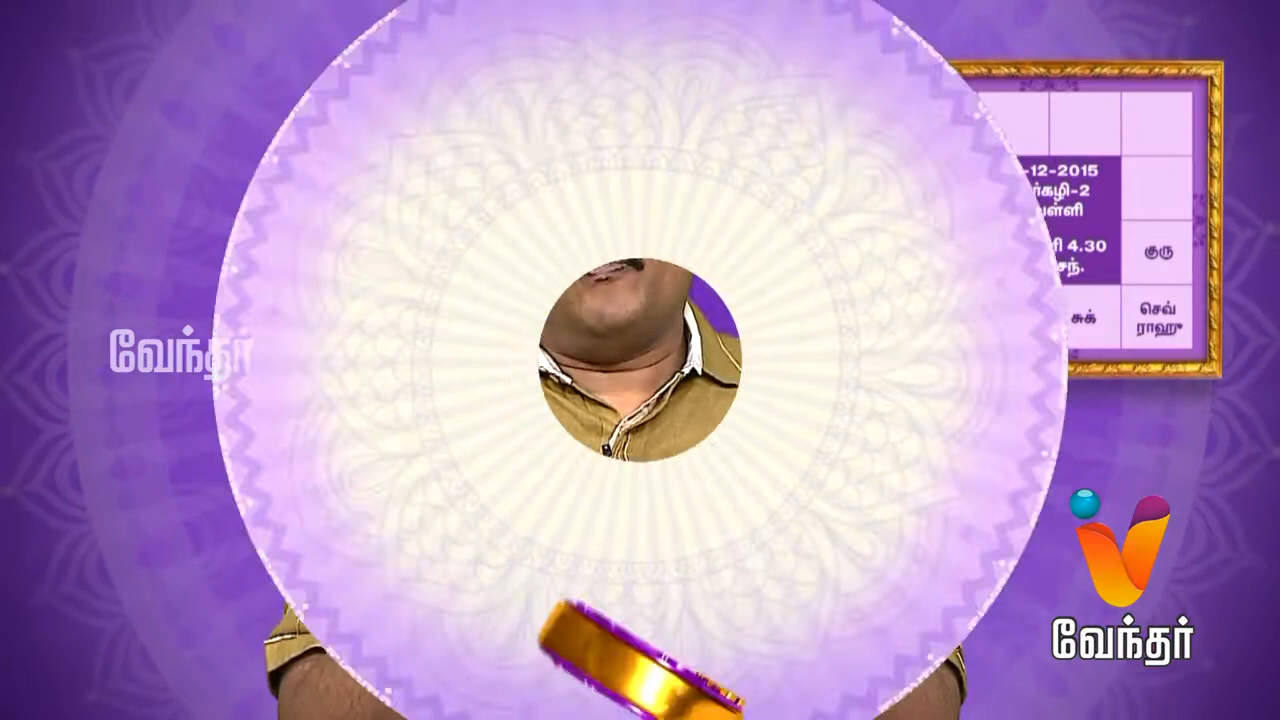 -12-2015
ர்கழி-2
ள்ளி
ணி 4.30
சந்.
குரு
சுக்
செவ்
ராஹு
வேந்தர்
வேந்தர்